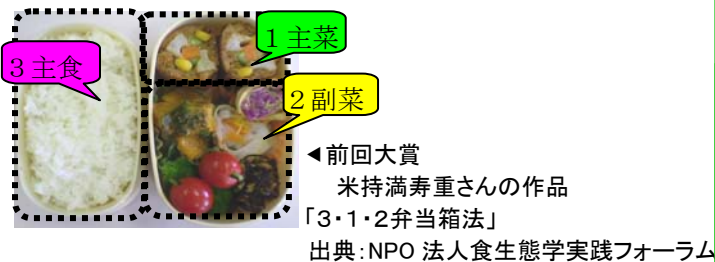 1主菜
3主食
2副菜
◀前回大賞
米持満寿重さんの作品
「3・1・2弁当箱法」
出典:NPO 法人食生態学実践フォーラム